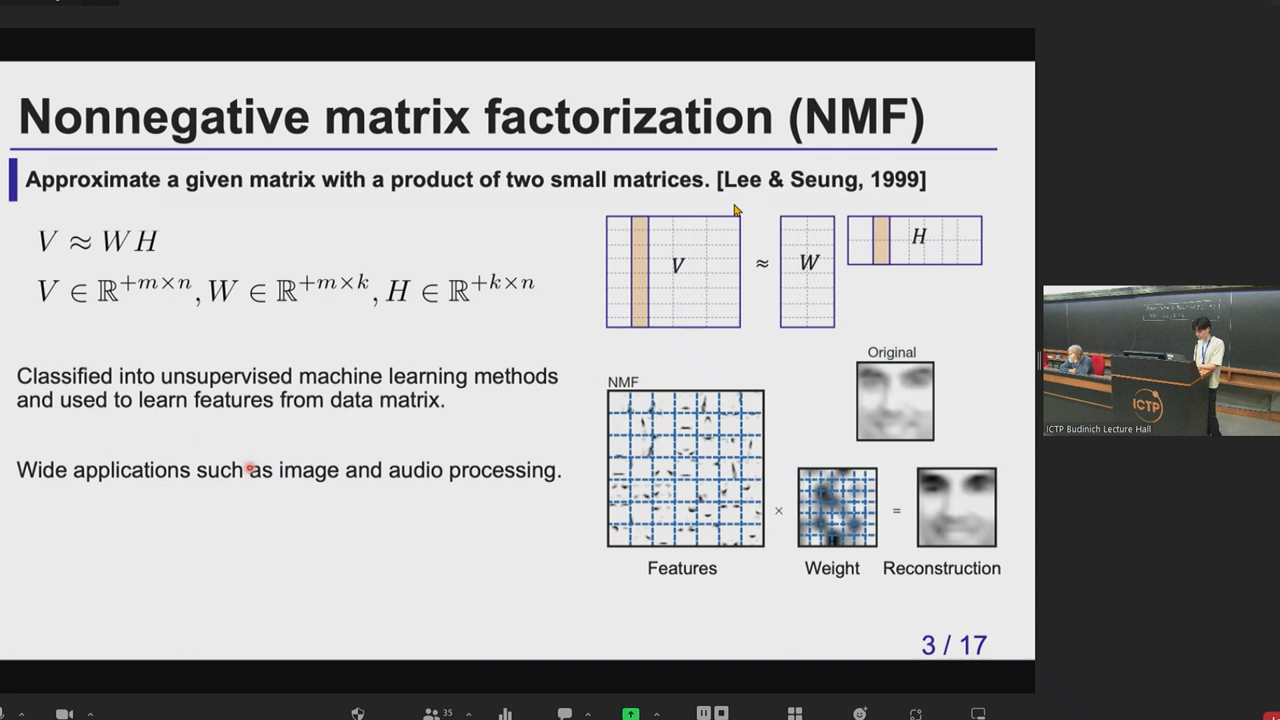 Nonnegative matrix factorization (NMF)
Approximate a given matrix with a product of two small matrices. [Lee & Seung, 1999]
V ≈ WH
V ∈ ℝ^{+m×n}, W ∈ ℝ^{+m×k}, H ∈ ℝ^{+k×n}
V ≈ W H
Classified into unsupervised machine learning methods
and used to learn features from data matrix.
Wide applications such as image and audio processing.
Original
NMF
× =
Features Weight Reconstruction
3 / 17
ICTP
ICTP Budinich Lecture Hall
35